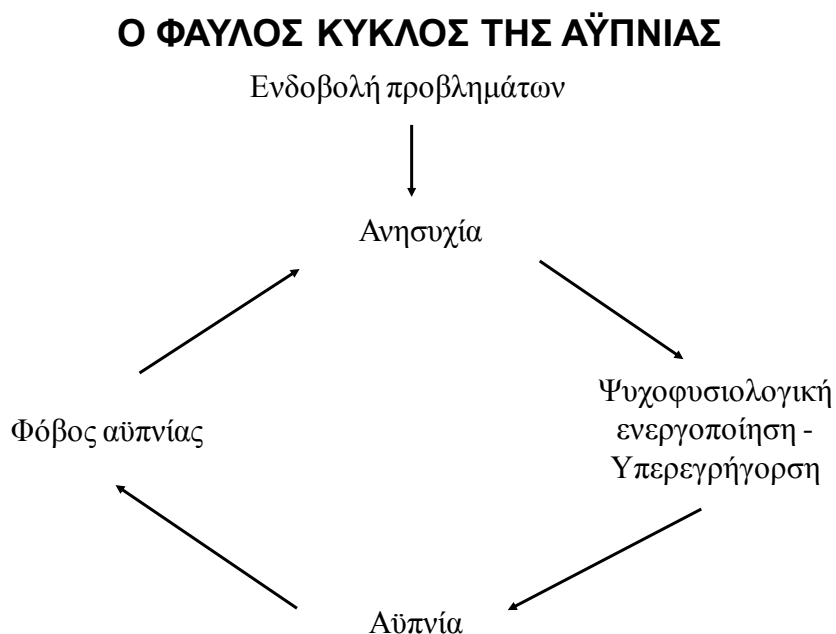 Ο ΦΑΥΛΟΣ ΚΥΚΛΟΣ ΤΗΣ ΑΫΠΝΙΑΣ
Ενδοβολή προβλημάτων
Ανησυχία
Ψυχοφυσιολογική
ενεργοποίηση -
Υπερεγρήγορση
Φόβος αϋπνίας
Αϋπνία